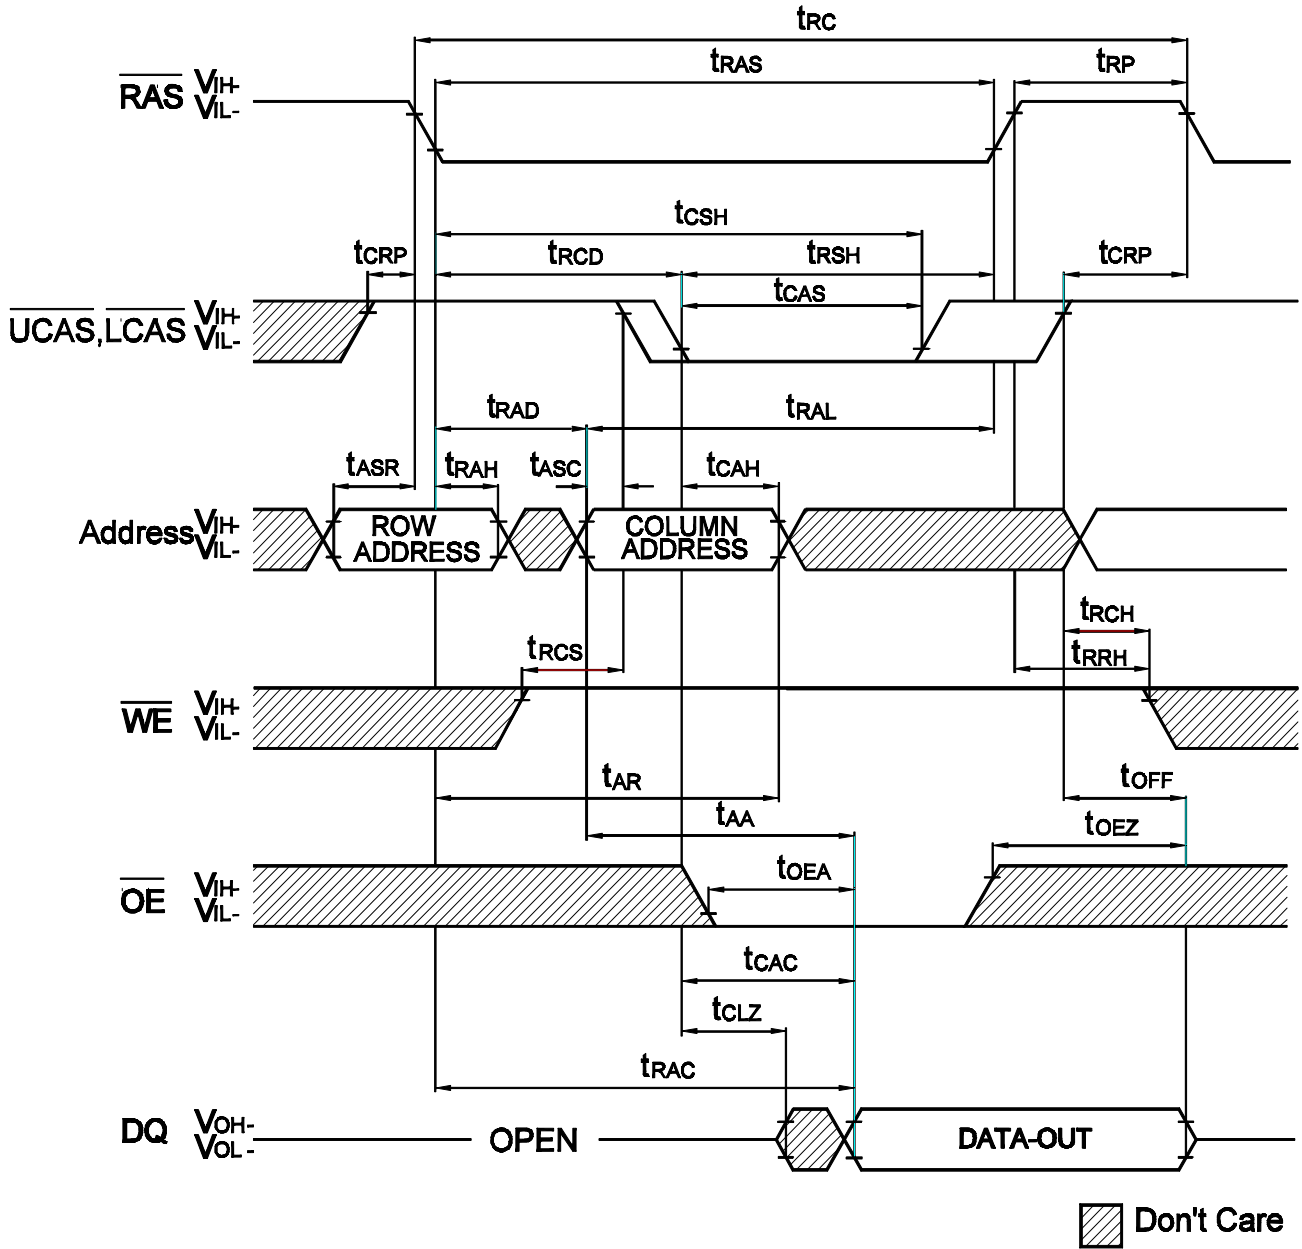 tRC
tRAS
tRP
RAS VIH-
VIL-
tCSH
tCRP
tRCD
tRSH
tCRP
tCAS
UCAS,LCAS VIH-
VIL-
tRAD
tRAL
tASR
tRAH
tASC
tCAH
Address VIH-
VIL-
ROW
ADDRESS
COLUMN
ADDRESS
tRCH
tRCS
tRRH
WE VIH-
VIL-
tAR
tOFF
tAA
tOEZ
tOEA
OE VIH-
VIL-
tCAC
tCLZ
tRAC
DQ VOH-
VOL-
OPEN
DATA-OUT
Don't Care